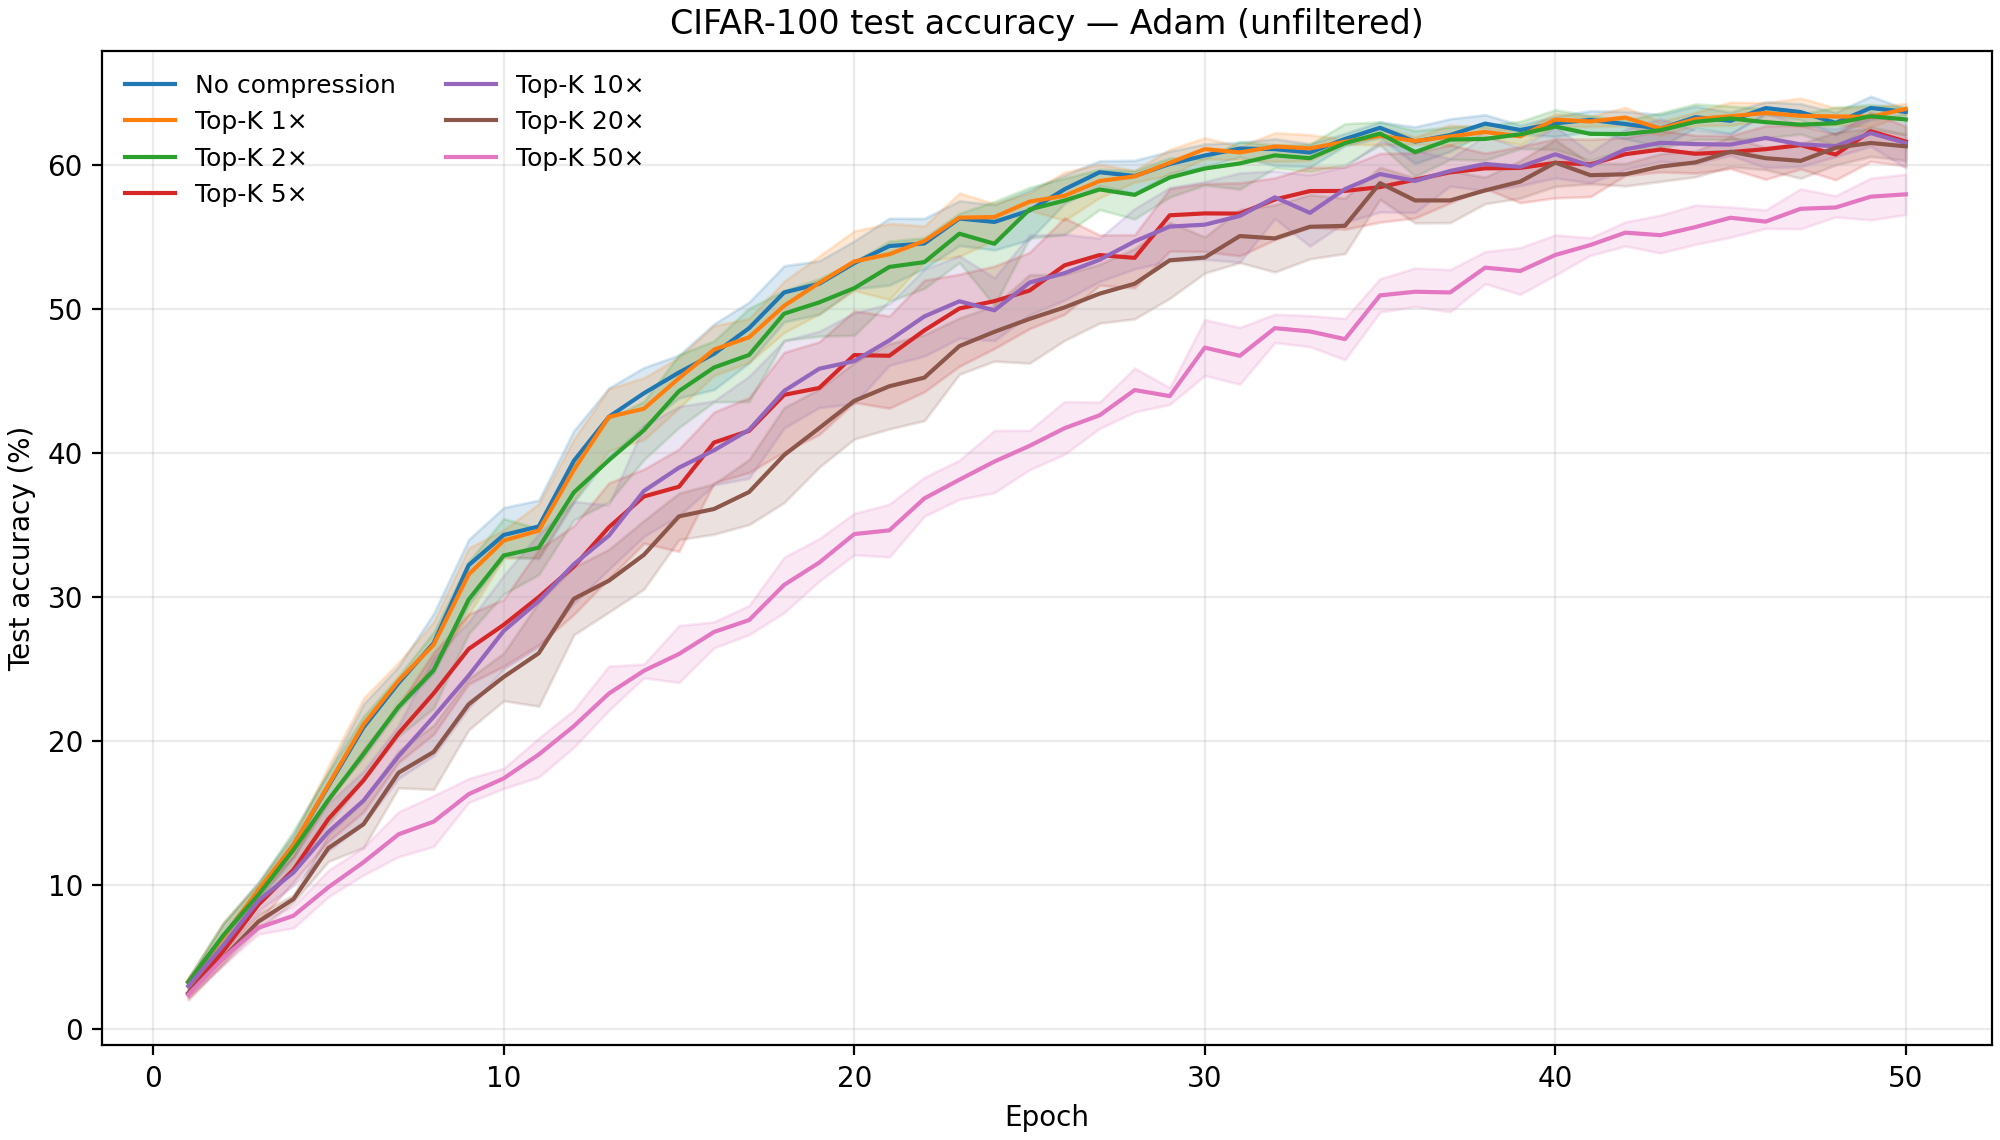 CIFAR-100 test accuracy — Adam (unfiltered)
No compression
Top-K 1×
Top-K 2×
Top-K 5×
Top-K 10×
Top-K 20×
Top-K 50×
Test accuracy (%)
60
50
40
30
20
10
0
0 10 20 30 40 50
Epoch